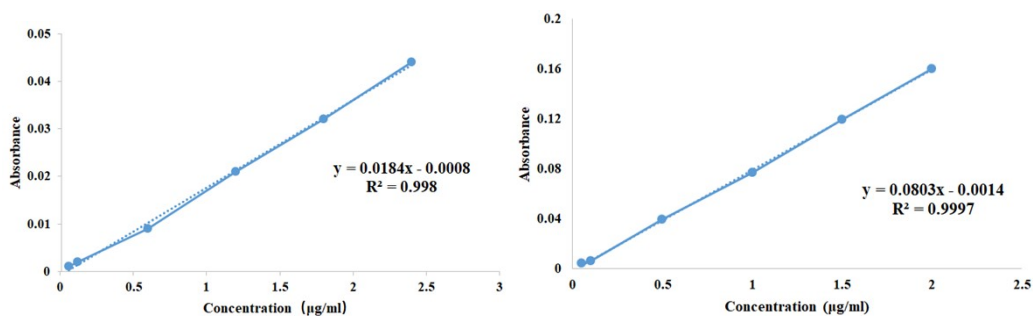 0.05
0.04
0.03
0.02
0.01
0
Absorbance
y = 0.0184x - 0.0008
R² = 0.998
0 0.5 1 1.5 2 2.5 3
Concentration（μg/ml）
0.2
0.16
0.12
0.08
0.04
0
Absorbance
y = 0.0803x - 0.0014
R² = 0.9997
0 0.5 1 1.5 2 2.5
Concentration (μg/ml)